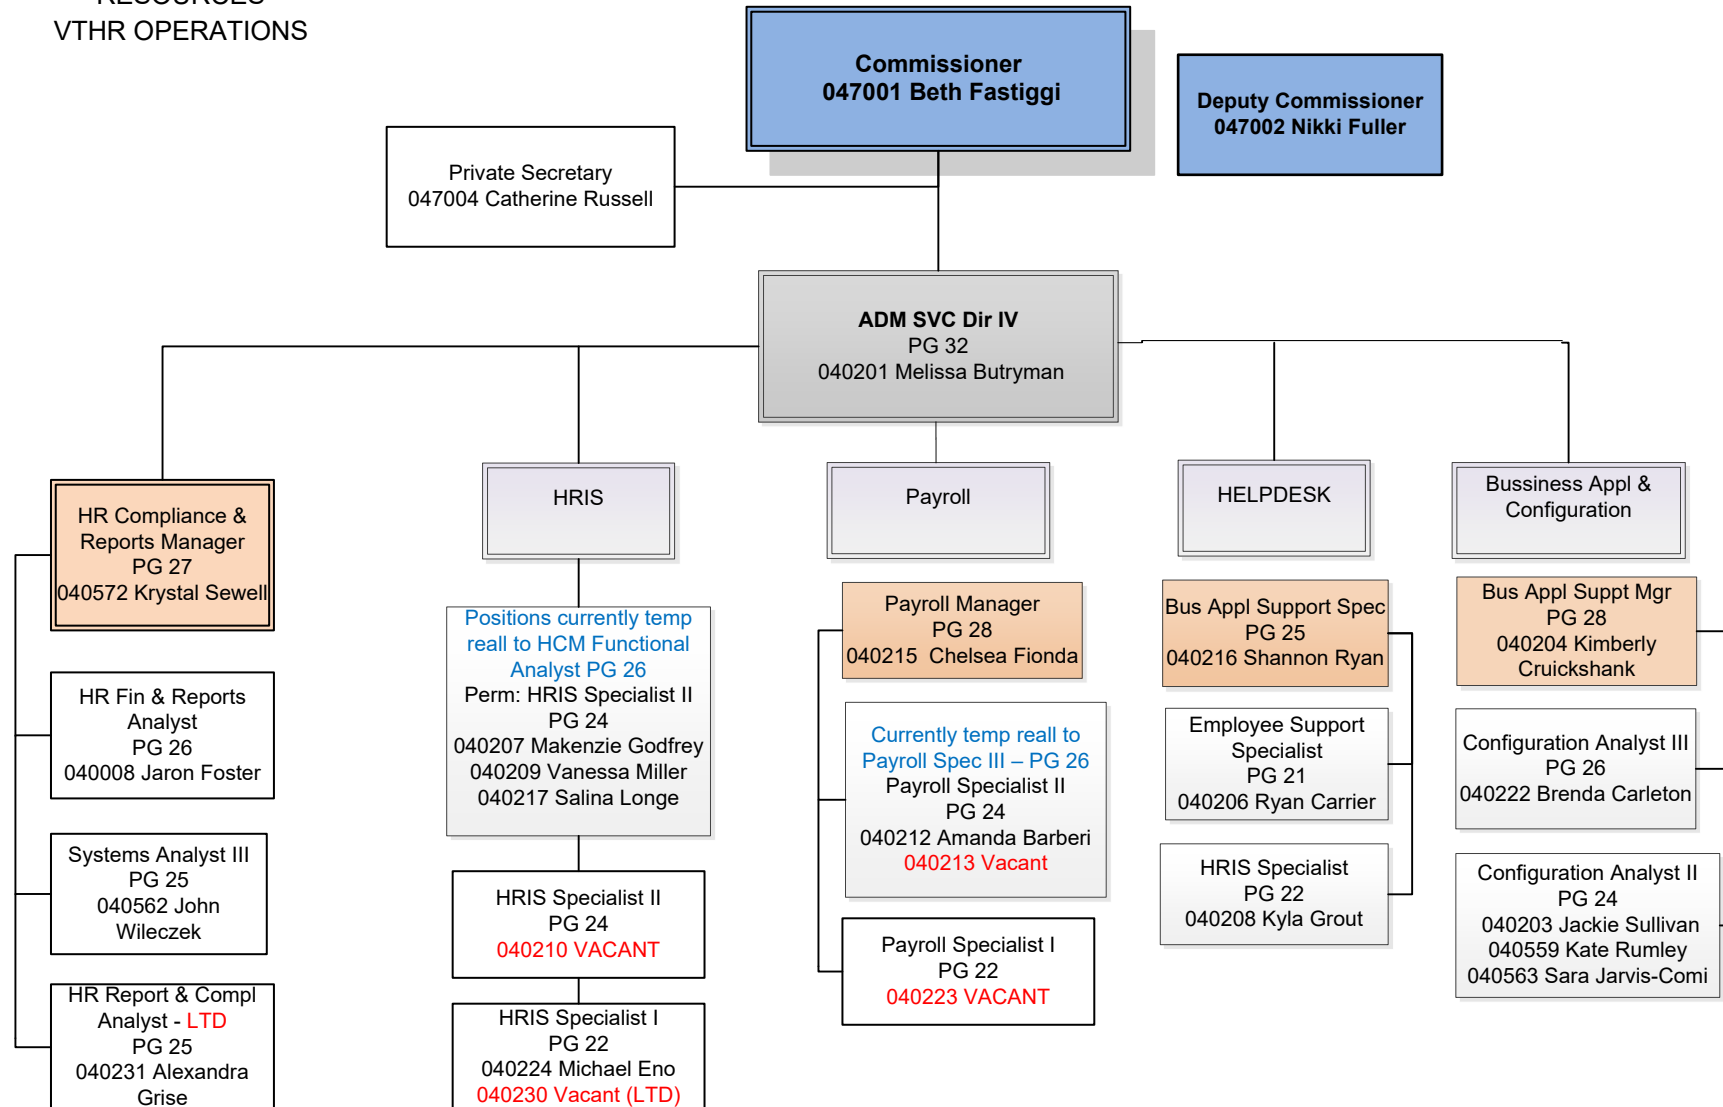 RESOURCES
VTHR OPERATIONS
Commissioner
047001 Beth Fastiggi
Deputy Commissioner
047002 Nikki Fuller
Private Secretary
047004 Catherine Russell
ADM SVC Dir IV
PG 32
040201 Melissa Butryman
HR Compliance &
Reports Manager
PG 27
040572 Krystal Sewell
HR Fin & Reports
Analyst
PG 26
040008 Jaron Foster
Systems Analyst III
PG 25
040562 John
Wileczek
HR Report & Compl
Analyst - LTD
PG 25
040231 Alexandra
Grise
HRIS
Positions currently temp
reall to HCM Functional
Analyst PG 26
Perm: HRIS Specialist II
PG 24
040207 Makenzie Godfrey
040209 Vanessa Miller
040217 Salina Longe
HRIS Specialist II
PG 24
040210 VACANT
HRIS Specialist I
PG 22
040224 Michael Eno
040230 Vacant (LTD)
Payroll
Payroll Manager
PG 28
040215  Chelsea Fionda
Currently temp reall to
Payroll Spec III – PG 26
Payroll Specialist II
PG 24
040212 Amanda Barberi
040213 Vacant
Payroll Specialist I
PG 22
040223 VACANT
HELPDESK
Bus Appl Support Spec
PG 25
040216 Shannon Ryan
Employee Support
Specialist
PG 21
040206 Ryan Carrier
HRIS Specialist
PG 22
040208 Kyla Grout
Bussiness Appl &
Configuration
Bus Appl Suppt Mgr
PG 28
040204 Kimberly
Cruickshank
Configuration Analyst III
PG 26
040222 Brenda Carleton
Configuration Analyst II
PG 24
040203 Jackie Sullivan
040559 Kate Rumley
040563 Sara Jarvis-Comi